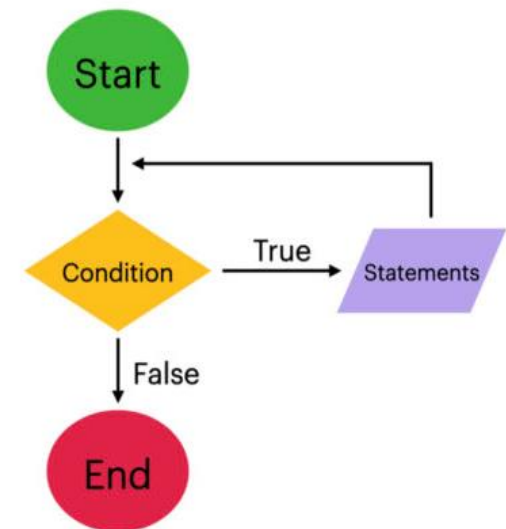 Start
Condition
True
Statements
False
End